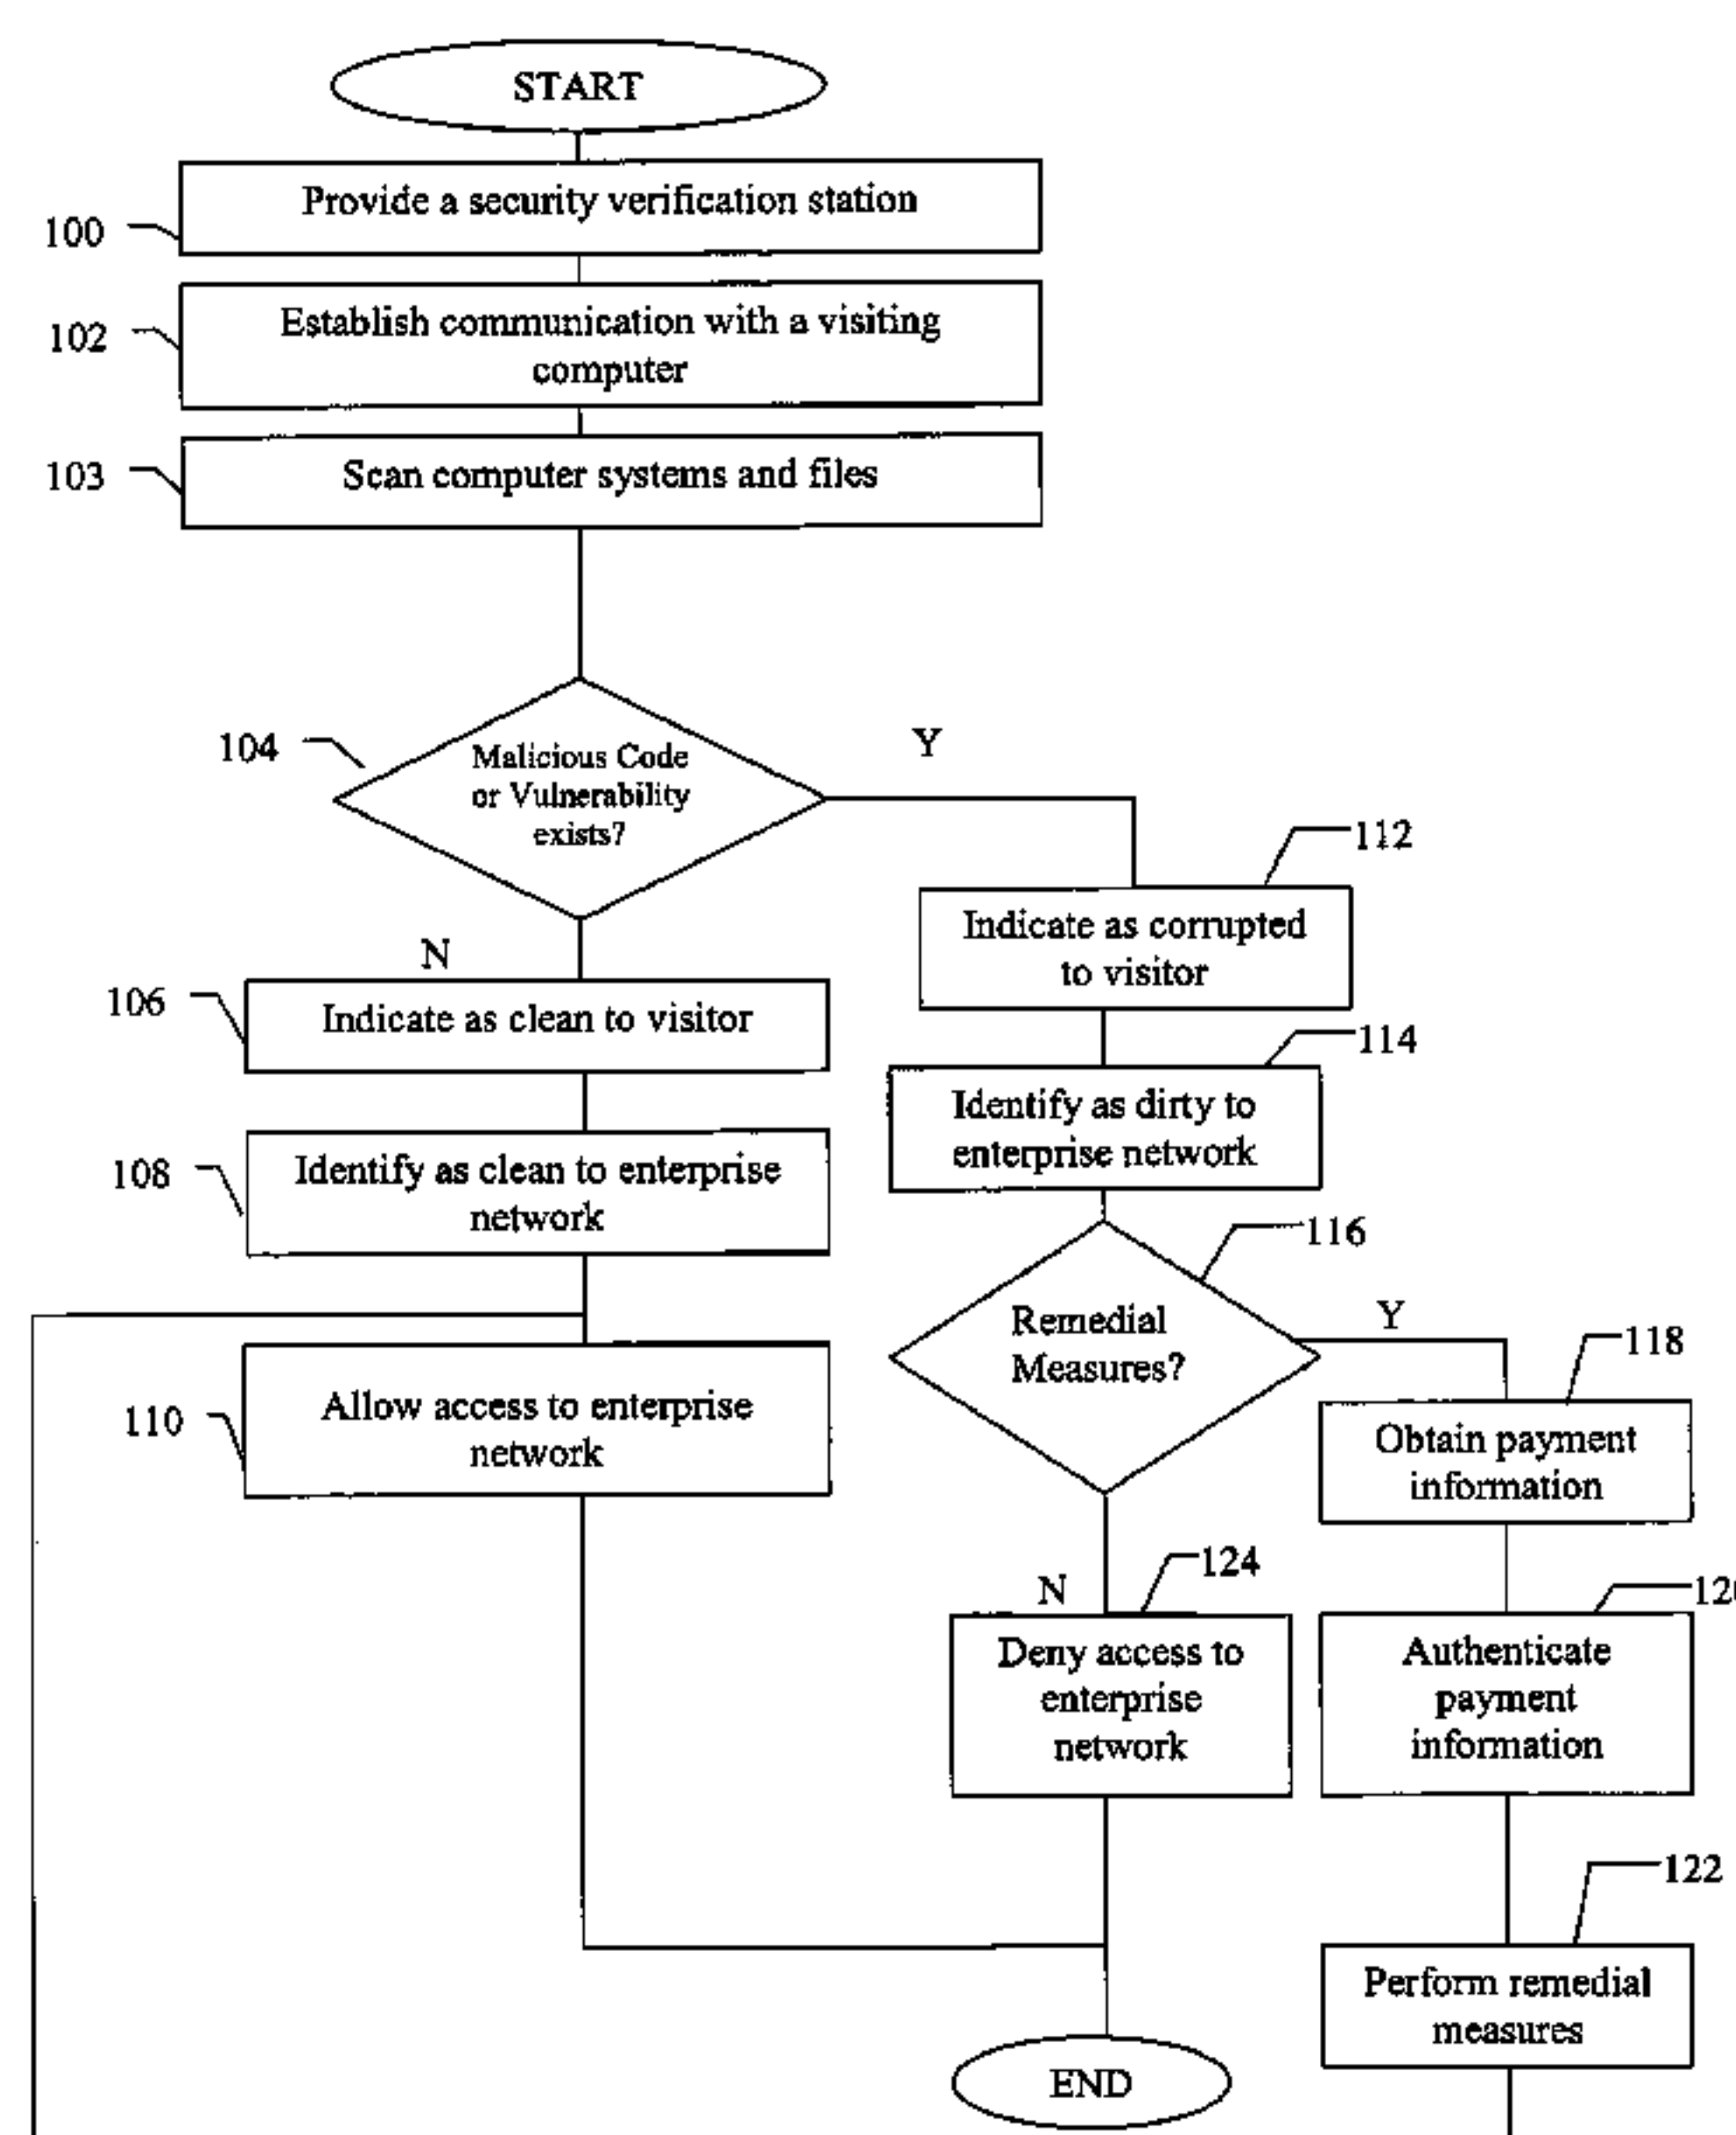 START
Provide a security verification station
100
Establish communication with a visiting
computer
102
Scan computer systems and files
103
Malicious Code
or Vulnerability
exists?
104
Y
N
112
Indicate as corrupted
to visitor
106
Indicate as clean to visitor
114
Identify as dirty to
enterprise network
108
Identify as clean to enterprise
network
116
Remedial
Measures?
Y
118
Obtain payment
information
110
Allow access to enterprise
network
N
124
Deny access to
enterprise
network
Authenticate
payment
information
122
Perform remedial
measures
END